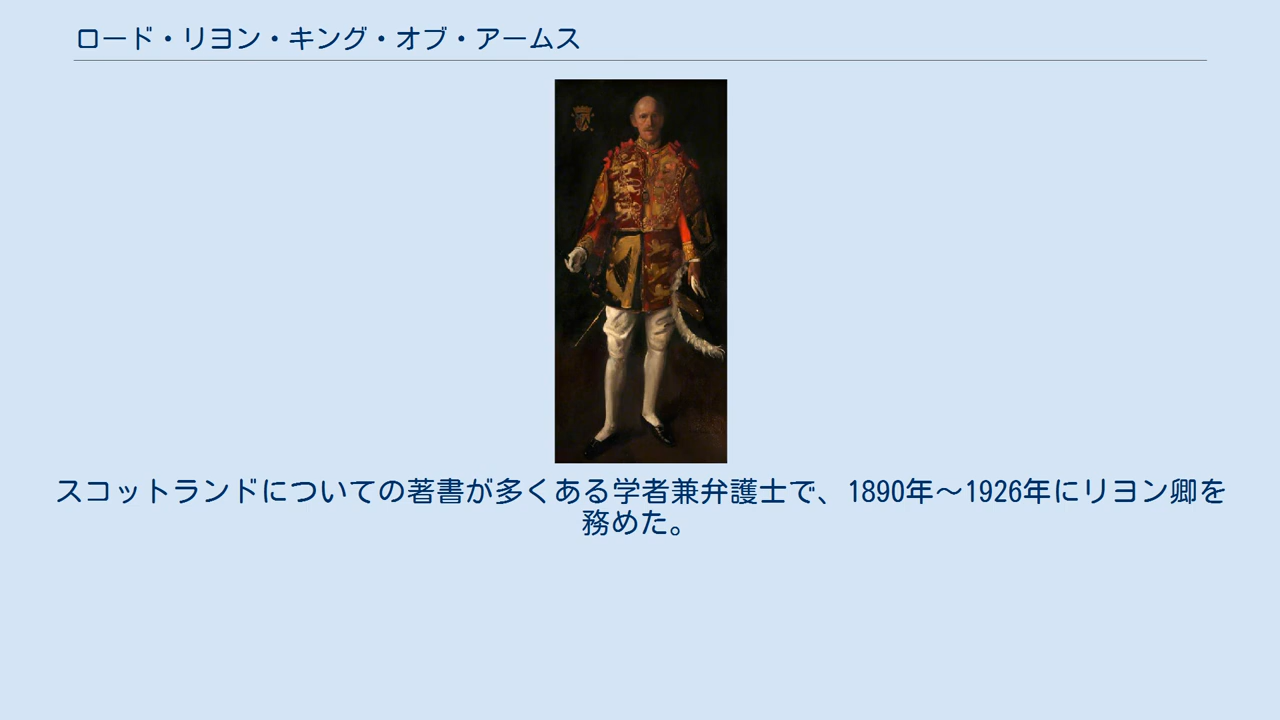 ロード・リヨン・キング・オブ・アームス
スコットランドについての著書が多くある学者兼弁護士で、1890年～1926年にリヨン卿を
務めた。